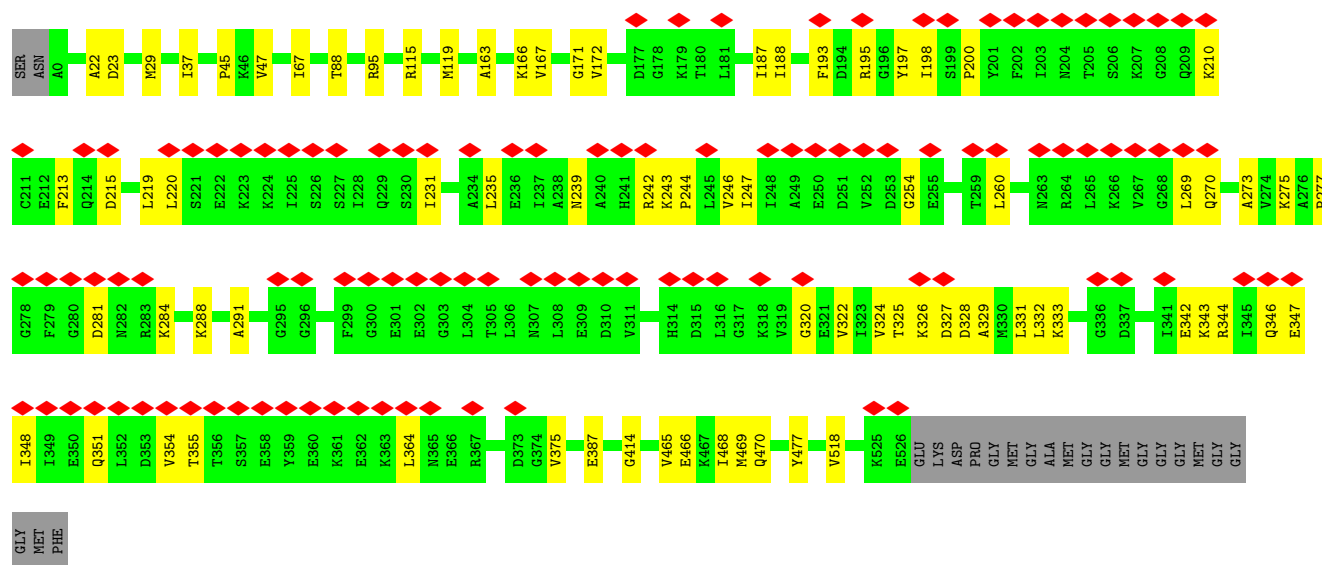 SER ASN A0 A22 D23 M29 I37 P45 K46 V47 I67 T88 R95 R115 M119 A163 K166 V167 G171 V172 D177 G178 K179 T180 L181 I187 I188 F193 D194 R195 G196 Y197 I198 S199 P200 Y201 F202 I203 N204 T205 S206 K207 G208 Q209 K210
C211 E212 F213 Q214 D215 L219 L220 S221 E222 K223 K224 I225 S226 S227 I228 Q229 S230 I231 A234 L235 E236 I237 A238 N239 A240 H241 R242 K243 P244 L245 V246 I247 I248 A249 E250 D251 V252 D253 G254 E255 T259 L260 N263 R264 L265 K266 V267 G268 L269 Q270 A273 V274 K275 A276
G278 F279 G280 D281 N282 R283 K284 K288 A291 G295 G296 F299 G300 E301 E302 G303 L304 T305 L306 N307 L308 E309 D310 V311 H314 D315 L316 G317 K318 V319 G320 E321 V322 I323 V324 T325 K326 D327 D328 A329 M330 L331 L332 K333 G336 D337 I341 E342 K343 R344 I345 Q346 E347
I348 I349 E350 Q351 L352 D353 V354 T355 T356 S357 E358 Y359 E360 K361 E362 K363 L364 N365 E366 R367 D373 G374 V375 E387 G414 V465 E466 K467 I468 M469 Q470 Y477 V518 K525 E526 GLU LYS ASP PRO GLY MET GLY ALA MET GLY GLY MET GLY GLY GLY MET GLY GLY
GLY MET PHE